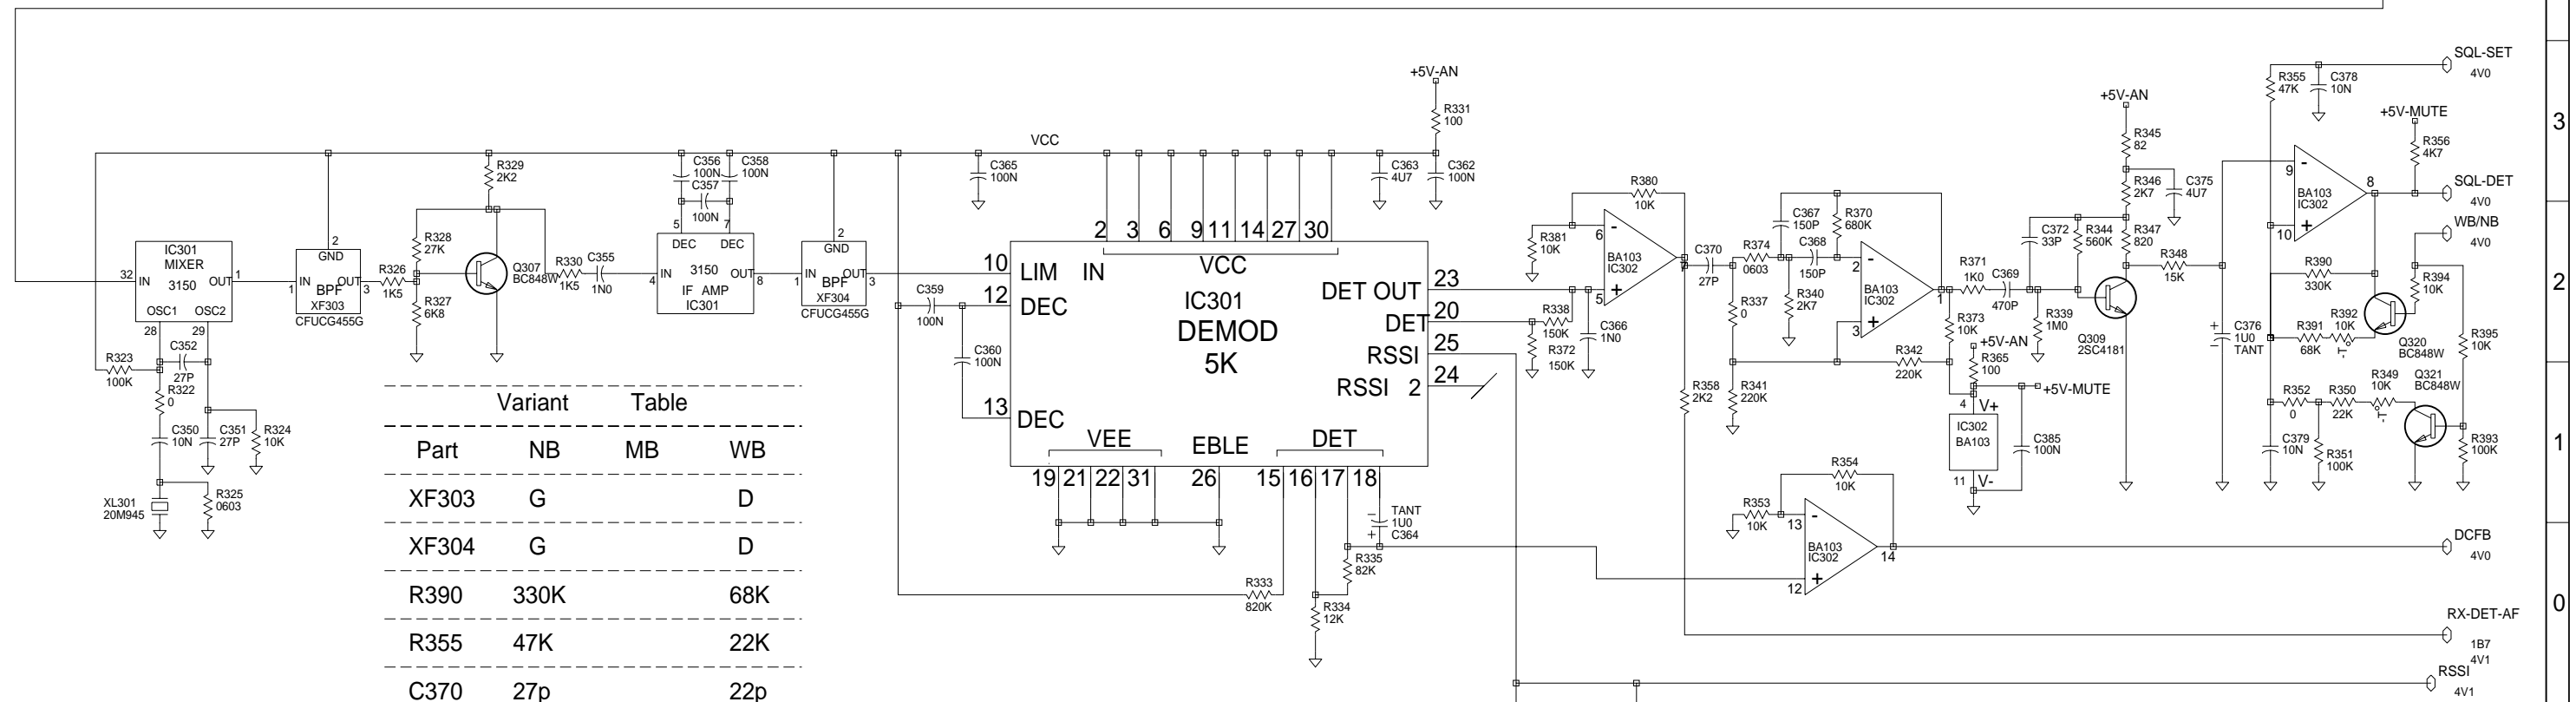 SQL-SET
4V0
R355
47K
C378
10N
+5V-AN
+5V-AN
+5V-MUTE
R331
100
VCC
R345
82
R356
4K7
R329
2K2
C356
100N
C358
100N
C357
100N
C365
100N
C363
4U7
C362
100N
R380
10K
R346
2K7
C375
4U7
9
-
8
BA103
IC302
+
10
SQL-DET
4V0
WB/NB
4V0
IC301
MIXER
3150
32
IN
OUT
1
OSC1
OSC2
28
29
2
GND
IN
OUT
BPF
1
3
XF303
CFUCG455G
R326
1K5
R328
27K
R327
6K8
Q307
BC848W
R330
1K5
C355
1N0
5
7
DEC
DEC
IN
3150
OUT
4
8
IF AMP
IC301
2
GND
IN
OUT
BPF
1
3
XF304
CFUCG455G
2
3
6
9
11
14
27
30
VCC
10
LIM IN
12
DEC
13
DEC
IC301
DEMOD
5K
DET OUT
23
DET
20
RSSI
25
RSSI 2
24
VEE
EBLE
DET
19
21
22
31
26
15
16
17
18
R381
10K
6
-
BA103
IC302
7
+
5
C370
27P
R374
0603
C367
150P
R370
680K
C368
150P
R340
2K7
R337
0
2
-
BA103
IC302
1
+
3
R371
1K0
C369
470P
C372
33P
R344
560K
R347
820
R348
15K
R390
330K
R394
10K
R338
150K
R372
150K
C366
1N0
R373
10K
+5V-AN
R365
100
R339
1M0
Q309
2SC4181
+
C376
1U0
-
TANT
R391
68K
R392
10K
-T°
Q320
BC848W
R395
10K
R323
100K
C352
27P
R322
0
C350
10N
C351
27P
R324
10K
XL301
20M945
R325
0603
C359
100N
C360
100N
R342
220K
R358
2K2
R341
220K
+5V-MUTE
4
V+
IC302
BA103
11
V-
C385
100N
R352
0
R350
22K
R349
10K
-T°
Q321
BC848W
C379
10N
R351
100K
R393
100K
Variant Table
Part NB MB WB
XF303 G D
XF304 G D
R390 330K 68K
R355 47K 22K
C370 27p 22p
R333
820K
R334
12K
R335
82K
-
TANT
1U0
+
C364
R354
10K
R353
10K
13
-
BA103
IC302
14
+
12
DCFB
4V0
RX-DET-AF
1B7
4V1
RSSI
4V1
3
2
1
0